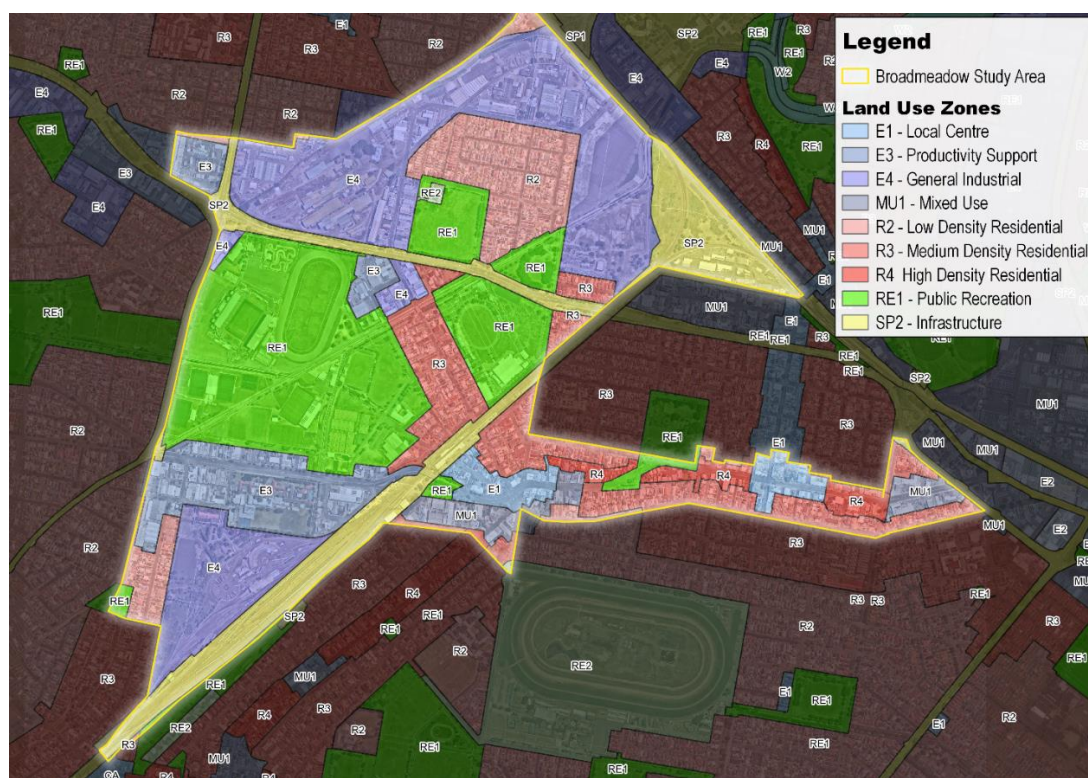 Legend
Broadmeadow Study Area
Land Use Zones
E1 - Local Centre
E3 - Productivity Support
E4 - General Industrial
MU1 - Mixed Use
R2 - Low Density Residential
R3 - Medium Density Residential
R4 High Density Residential
RE1 - Public Recreation
SP2 - Infrastructure
E1
R3
R3
R3
R2
SP1
SP2
RE1
RE1
W2
RE1
E4
E4
R2
R2
R3
R4
RE1
RE1
E3
E3
E4
E4
R2
RE2
RE1
SP2
SP2
MU1
E1
E4
E3
E4
RE1
R3
R3
MU1
E1
RE1
RE1
R3
RE1
RE1
RE1
RE1
R3
R3
R3
SP2
MU1
R2
RE1
E1
MU1
MU1
E3
R4
R4
E1
RE1
R4
MU1
E2
MU1
MU1
E2
R2
E4
R3
R3
R4
RE1
R3
R3
RE1
RE1
SP2
RE1
R2
R2
RE2
R3
RE1
R3
RE1
MU1
R3
E1
RE1
R4
RE1
E1
R2
R3
RE2
MU1
RE1
RE1
RE1